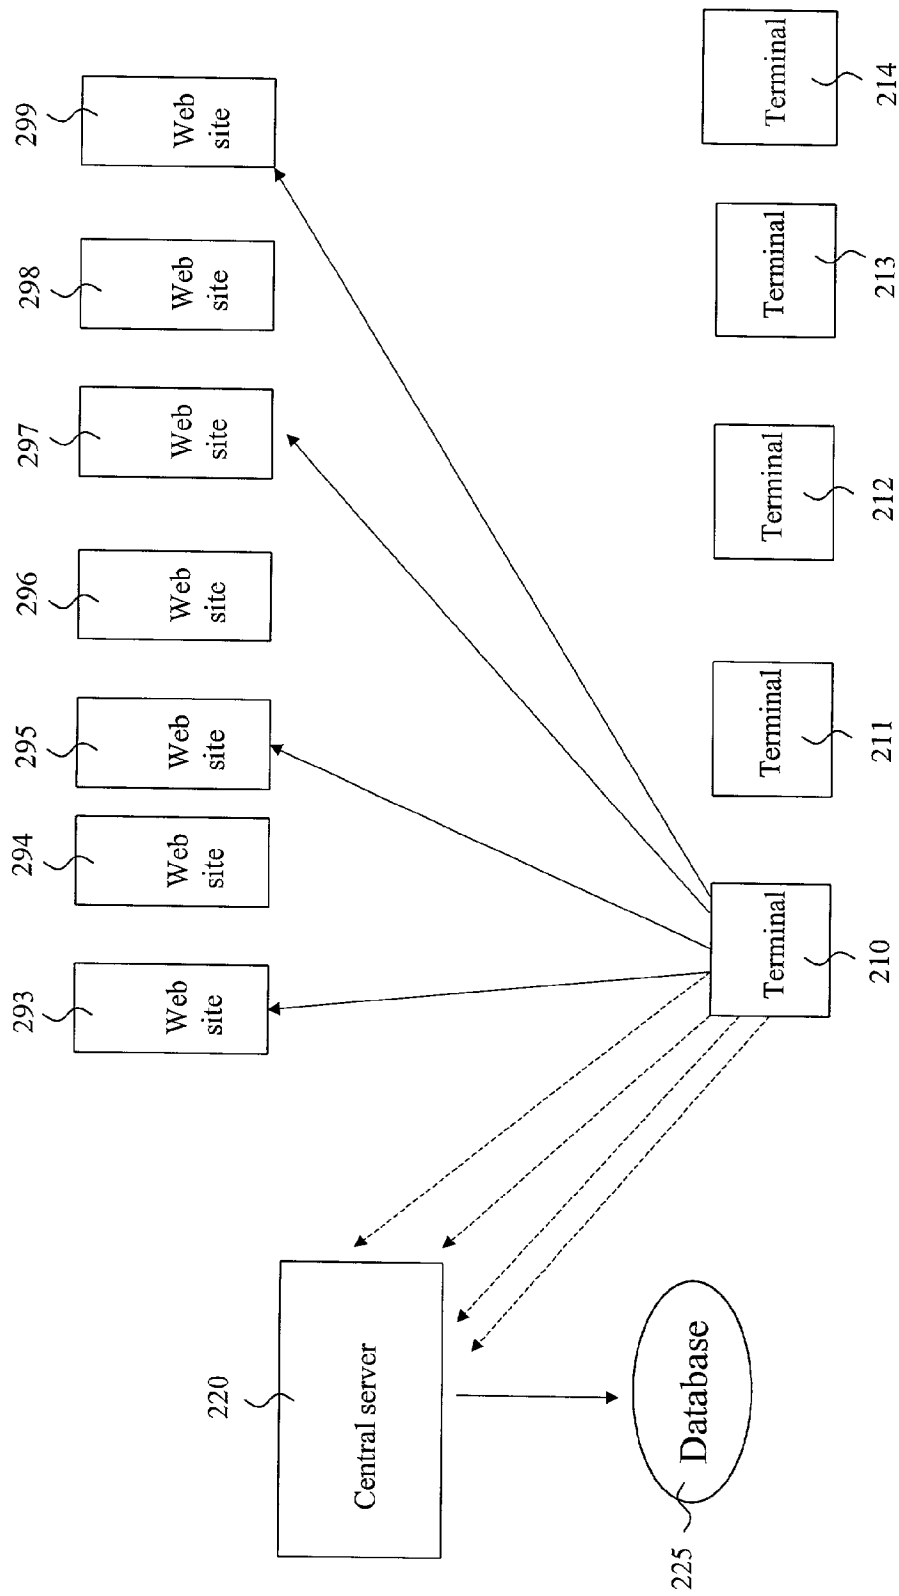 293
294
295
296
297
298
299
Web
site
Web
site
Web
site
Web
site
Web
site
Web
site
Web
site
220
Central server
225
Database
Terminal
Terminal
Terminal
Terminal
Terminal
210
211
212
213
214